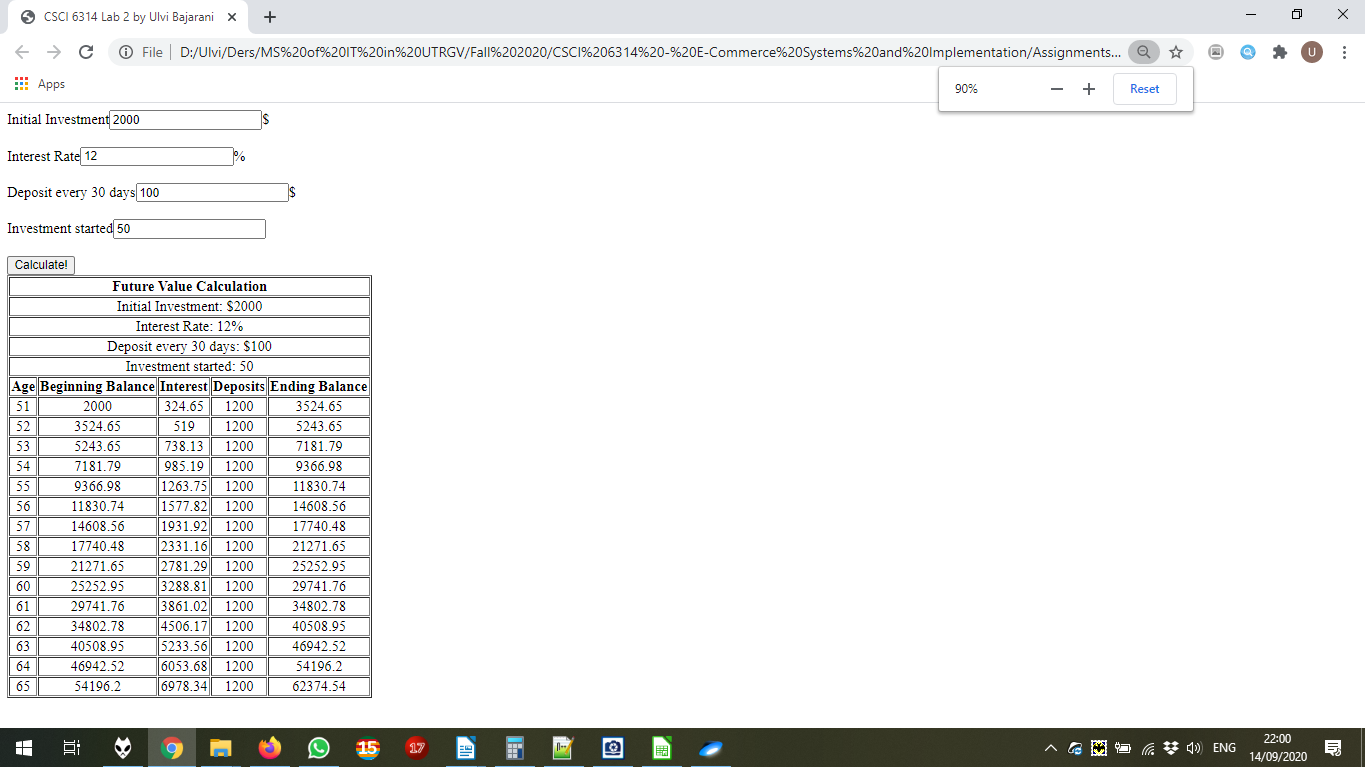 CSCI 6314 Lab 2 by Ulvi Bajarani
File | D:/Ulvi/Ders/MS%20of%20IT%20in%20UTRGV/Fall%202020/CSCI%206314%20-%20E-Commerce%20Systems%20and%20Implementation/Assignments... U
Apps
90% Reset
Initial Investment 2000 $
Interest Rate 12 %
Deposit every 30 days 100 $
Investment started 50
Calculate!
Future Value Calculation
Initial Investment: $2000
Interest Rate: 12%
Deposit every 30 days: $100
Investment started: 50
Age Beginning Balance Interest Deposits Ending Balance
51 2000 324.65 1200 3524.65
52 3524.65 519 1200 5243.65
53 5243.65 738.13 1200 7181.79
54 7181.79 985.19 1200 9366.98
55 9366.98 1263.75 1200 11830.74
56 11830.74 1577.82 1200 14608.56
57 14608.56 1931.92 1200 17740.48
58 17740.48 2331.16 1200 21271.65
59 21271.65 2781.29 1200 25252.95
60 25252.95 3288.81 1200 29741.76
61 29741.76 3861.02 1200 34802.78
62 34802.78 4506.17 1200 40508.95
63 40508.95 5233.56 1200 46942.52
64 46942.52 6053.68 1200 54196.2
65 54196.2 6978.34 1200 62374.54
15 17 ENG 22:00
14/09/2020